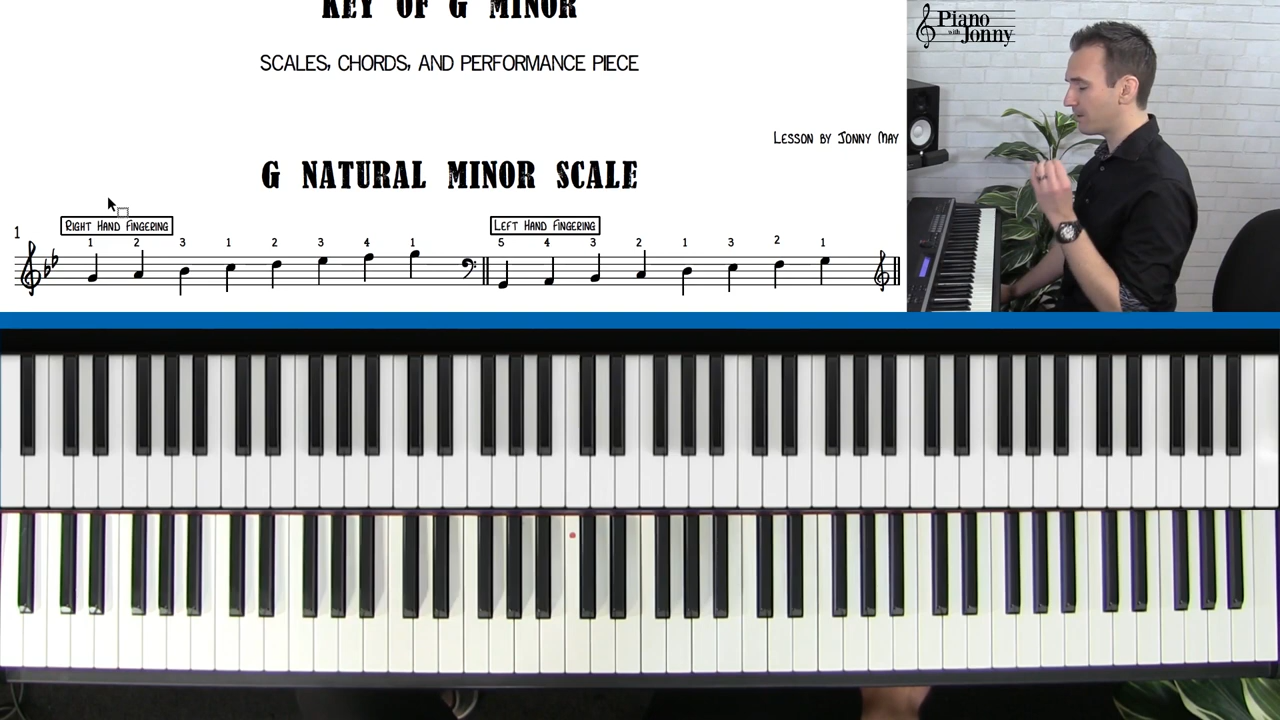 KEY OF G MINOR
SCALES, CHORDS, AND PERFORMANCE PIECE
LESSON BY JONNY MAY
G NATURAL MINOR SCALE
RIGHT HAND FINGERING
LEFT HAND FINGERING
1
1 2 3 1 2 3 4 1
5 4 3 2 1 3 2 1
Piano
with
Jonny